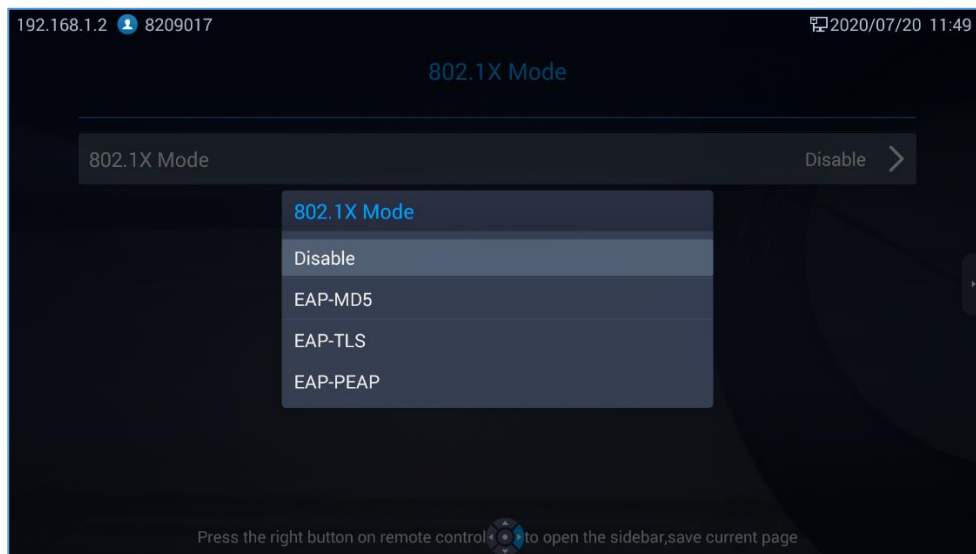 192.168.1.2 8209017 2020/07/20 11:49
802.1X Mode
802.1X Mode Disable
802.1X Mode
Disable
EAP-MD5
EAP-TLS
EAP-PEAP
Press the right button on remote control to open the sidebar,save current page